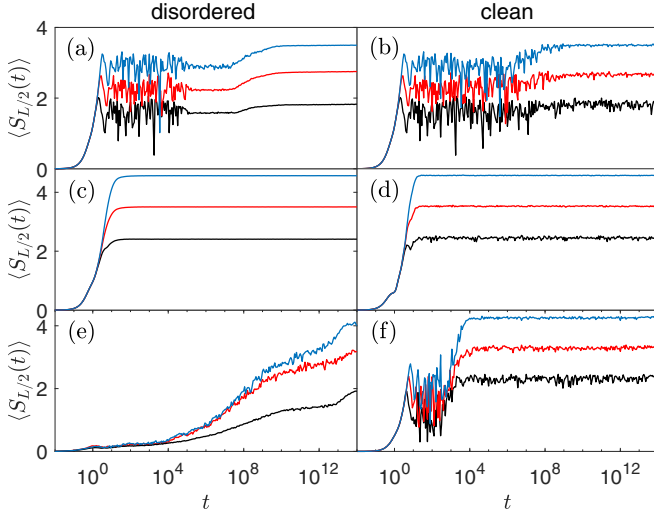 disordered clean
4
2
0
⟨S_{L/2}(t)⟩
(a) (b)
4
2
0
⟨S_{L/2}(t)⟩
(c) (d)
4
2
0
⟨S_{L/2}(t)⟩
(e) (f)
10^0 10^4 10^8 10^12 10^0 10^4 10^8 10^12
t t